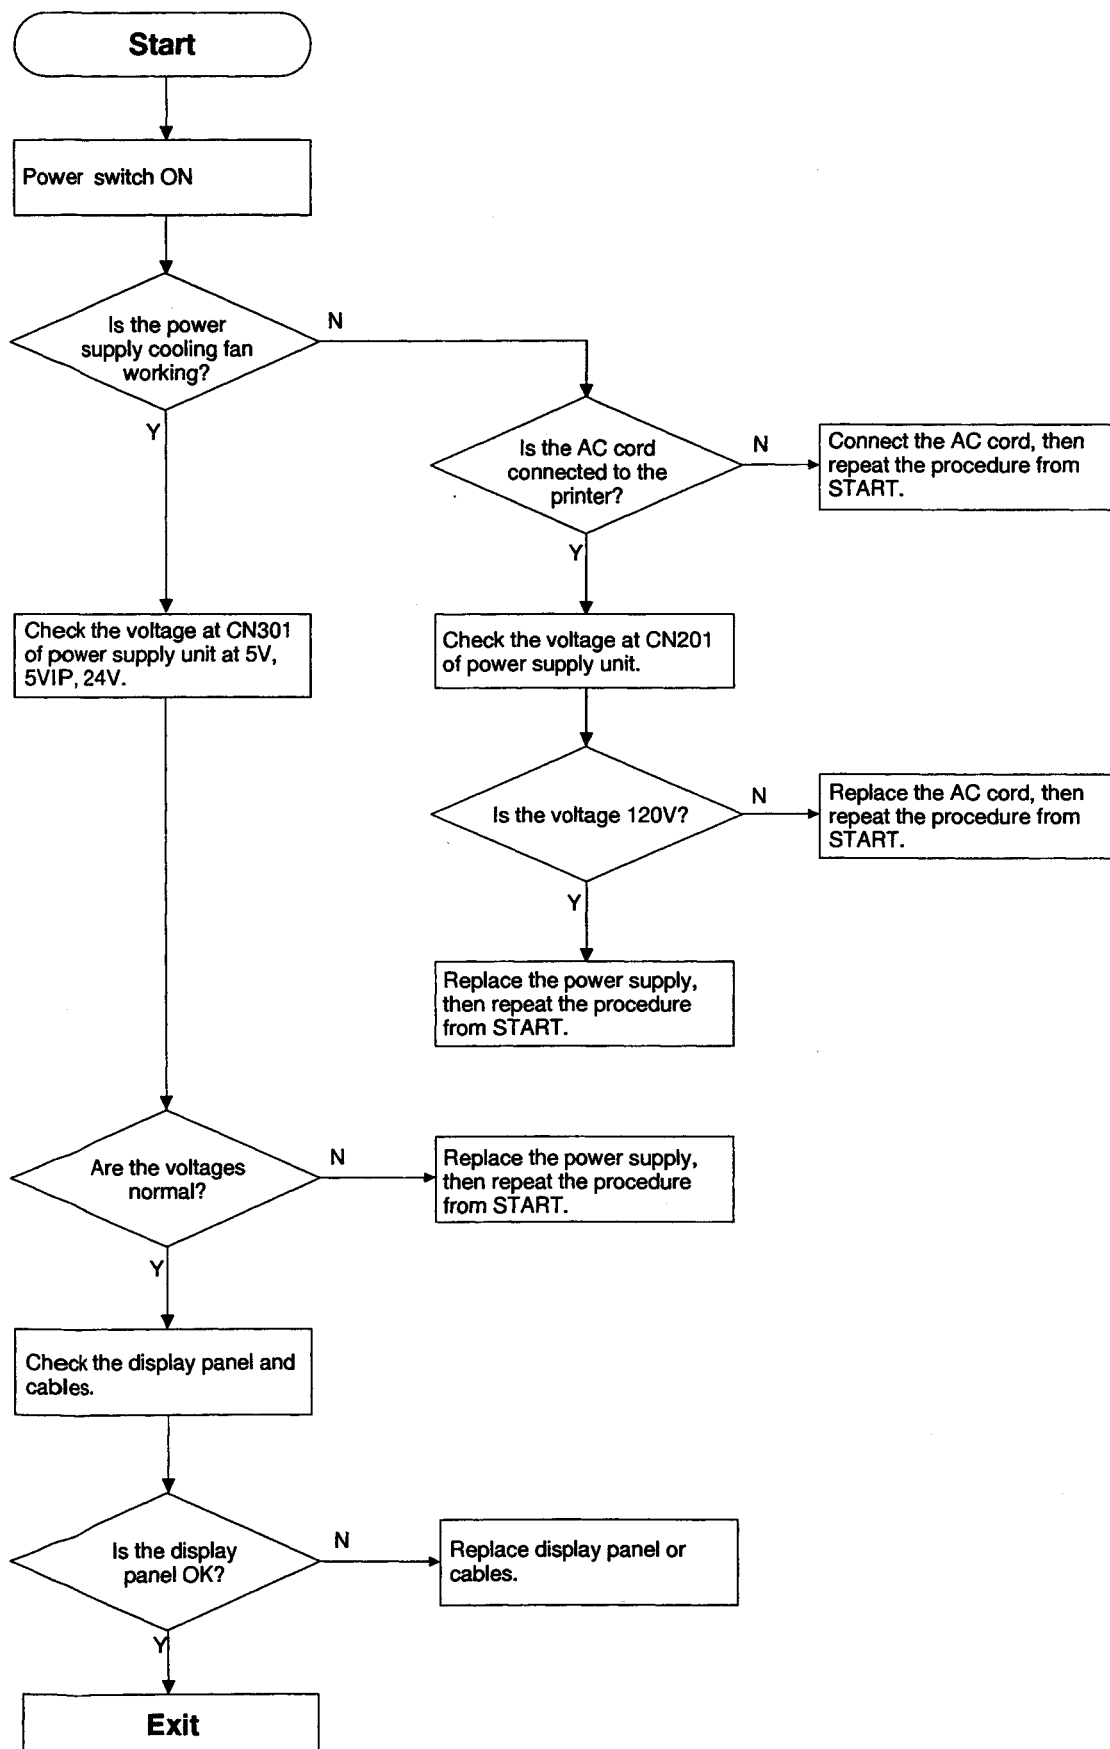 Start
Power switch ON
Is the power
supply cooling fan
working?
N
Y
Is the AC cord
connected to the
printer?
N
Connect the AC cord, then
repeat the procedure from
START.
Y
Check the voltage at CN301
of power supply unit at 5V,
5VIP, 24V.
Check the voltage at CN201
of power supply unit.
Is the voltage 120V?
N
Replace the AC cord, then
repeat the procedure from
START.
Y
Replace the power supply,
then repeat the procedure
from START.
Are the voltages
normal?
N
Replace the power supply,
then repeat the procedure
from START.
Y
Check the display panel and
cables.
Is the display
panel OK?
N
Replace display panel or
cables.
Y
Exit